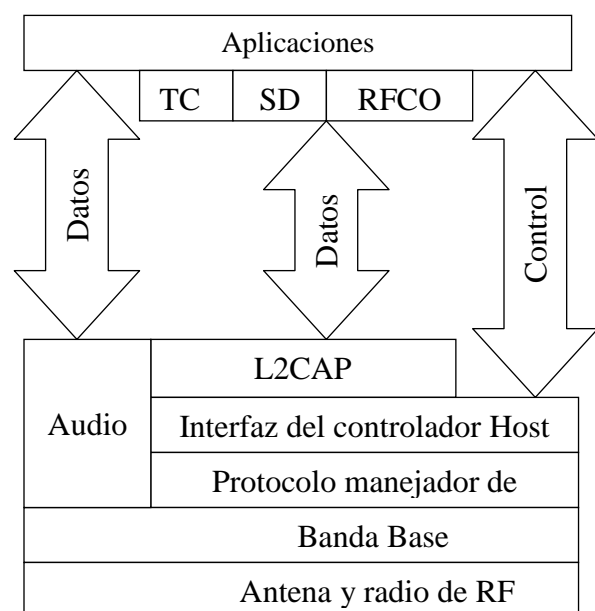 Aplicaciones
TC SD RFCO
Datos
Datos
Control
L2CAP
Audio
Interfaz del controlador Host
Protocolo manejador de
Banda Base
Antena y radio de RF